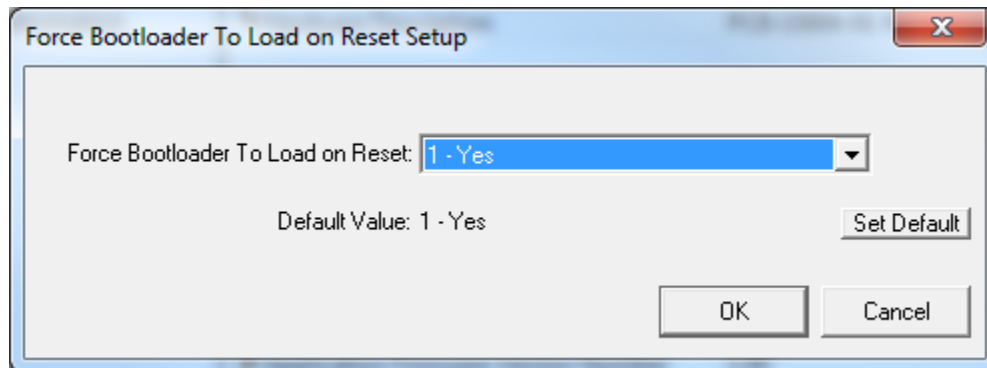 Force Bootloader To Load on Reset Setup
Force Bootloader To Load on Reset: 1 - Yes
Default Value: 1 - Yes
Set Default
OK
Cancel